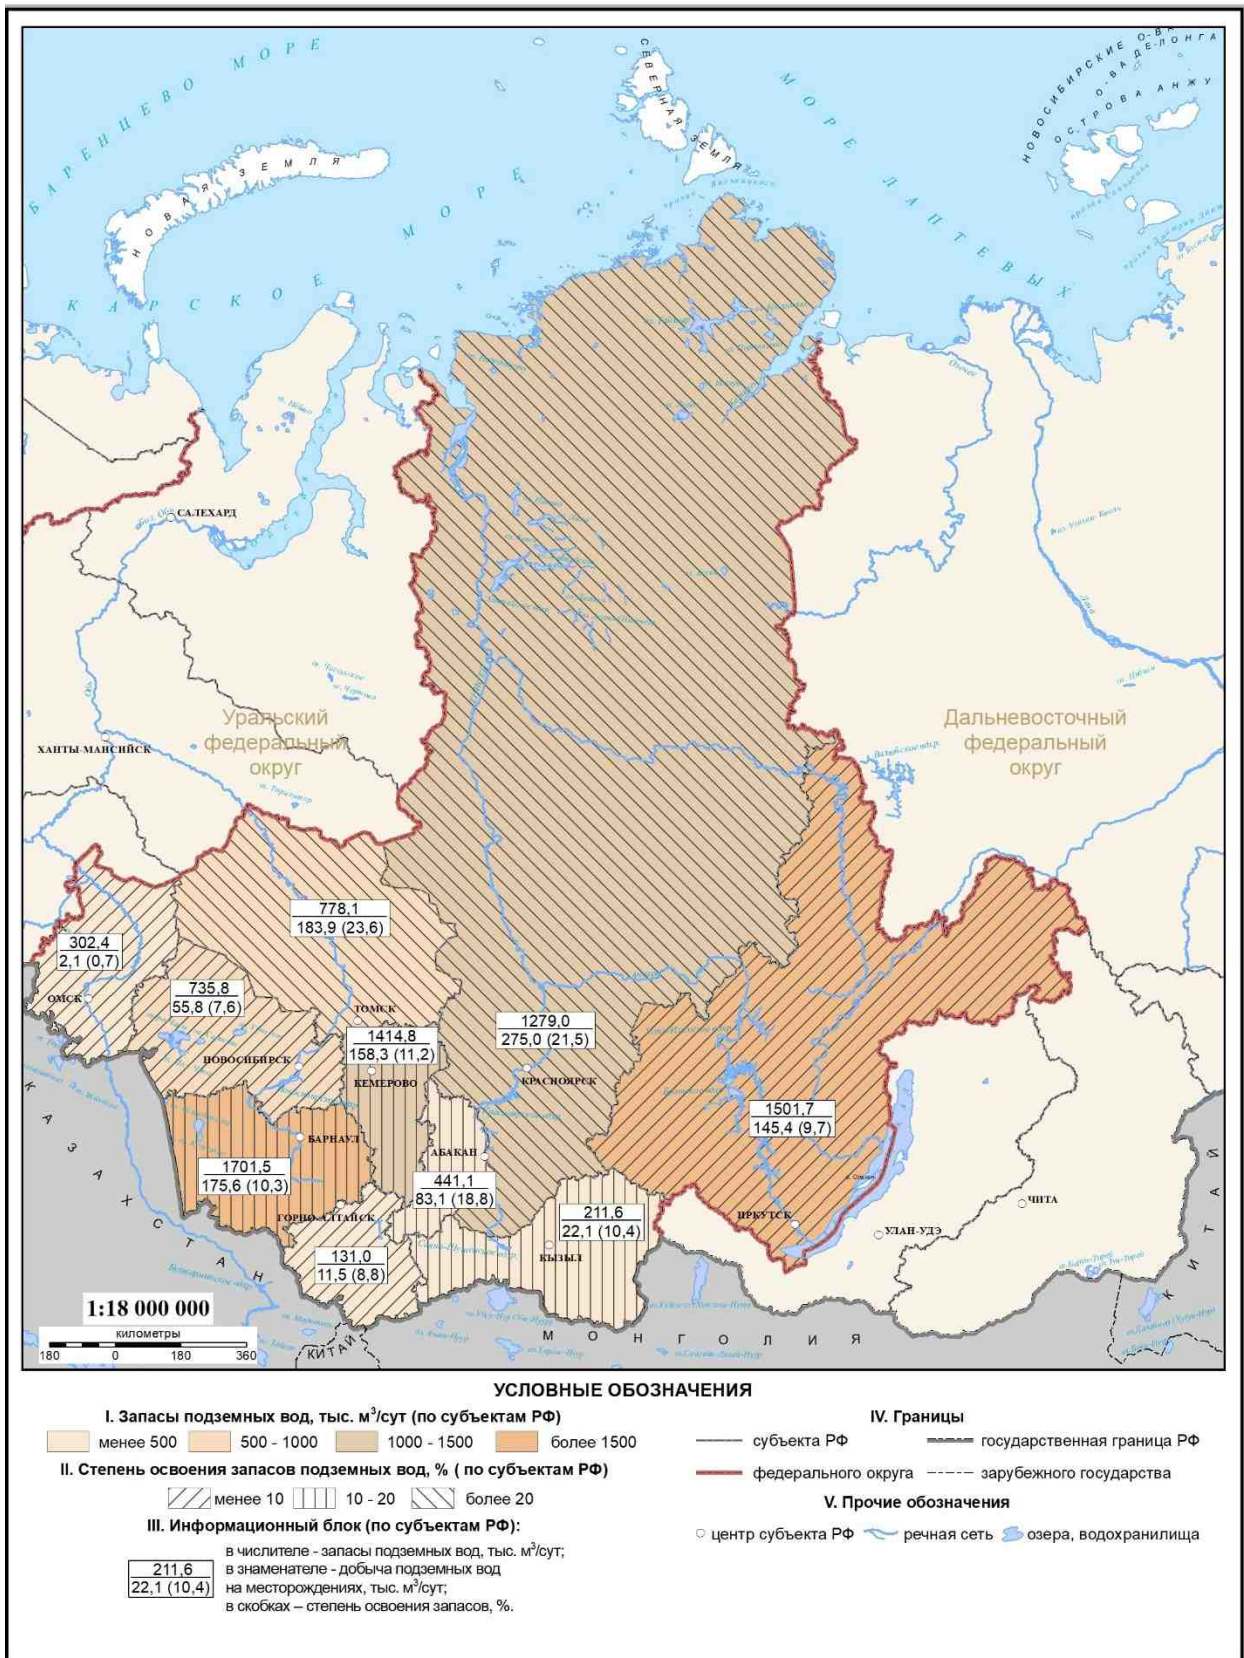 БАРЕНЦЕВО МОРЕ
НОВАЯ ЗЕМЛЯ
КАРСКОЕ МОРЕ
СЕВЕРНАЯ ЗЕМЛЯ
МОРЕ ЛАПТЕВЫХ
НОВОСИБИРСКИЕ О-ВА
О-ВА ДЕ-ЛОНГА
ОСТРОВА АНЖУ
САЛЕХАРД
Обь
Лена
Уральский
федеральный
округ
ХАНТЫ-МАНСИЙСК
Дальневосточный
федеральный
округ
778,1
183,9 (23,6)
302,4
2,1 (0,7)
ОМСК
735,8
55,8 (7,6)
ТОМСК
1414,8
158,3 (11,2)
НОВОСИБИРСК
КЕМЕРОВО
1279,0
275,0 (21,5)
КРАСНОЯРСК
1501,7
145,4 (9,7)
БАРНАУЛ
АБАКАН
1701,5
175,6 (10,3)
441,1
83,1 (18,8)
ГОРНО-АЛТАЙСК
211,6
22,1 (10,4)
КЫЗЫЛ
131,0
11,5 (8,8)
ИРКУТСК
УЛАН-УДЭ
ЧИТА
КАЗАХСТАН
КИТАЙ
МОНГОЛИЯ
КИТАЙ
1:18 000 000
километры
180 0 180 360
УСЛОВНЫЕ ОБОЗНАЧЕНИЯ
I. Запасы подземных вод, тыс. м³/сут (по субъектам РФ)
менее 500 500 - 1000 1000 - 1500 более 1500
II. Степень освоения запасов подземных вод, % ( по субъектам РФ)
менее 10 10 - 20 более 20
III. Информационный блок (по субъектам РФ):
211,6
22,1 (10,4)
в числителе - запасы подземных вод, тыс. м³/сут;
в знаменателе - добыча подземных вод
на месторождениях, тыс. м³/сут;
в скобках – степень освоения запасов, %.
IV. Границы
субъекта РФ государственная граница РФ
федерального округа зарубежного государства
V. Прочие обозначения
центр субъекта РФ речная сеть озера, водохранилища